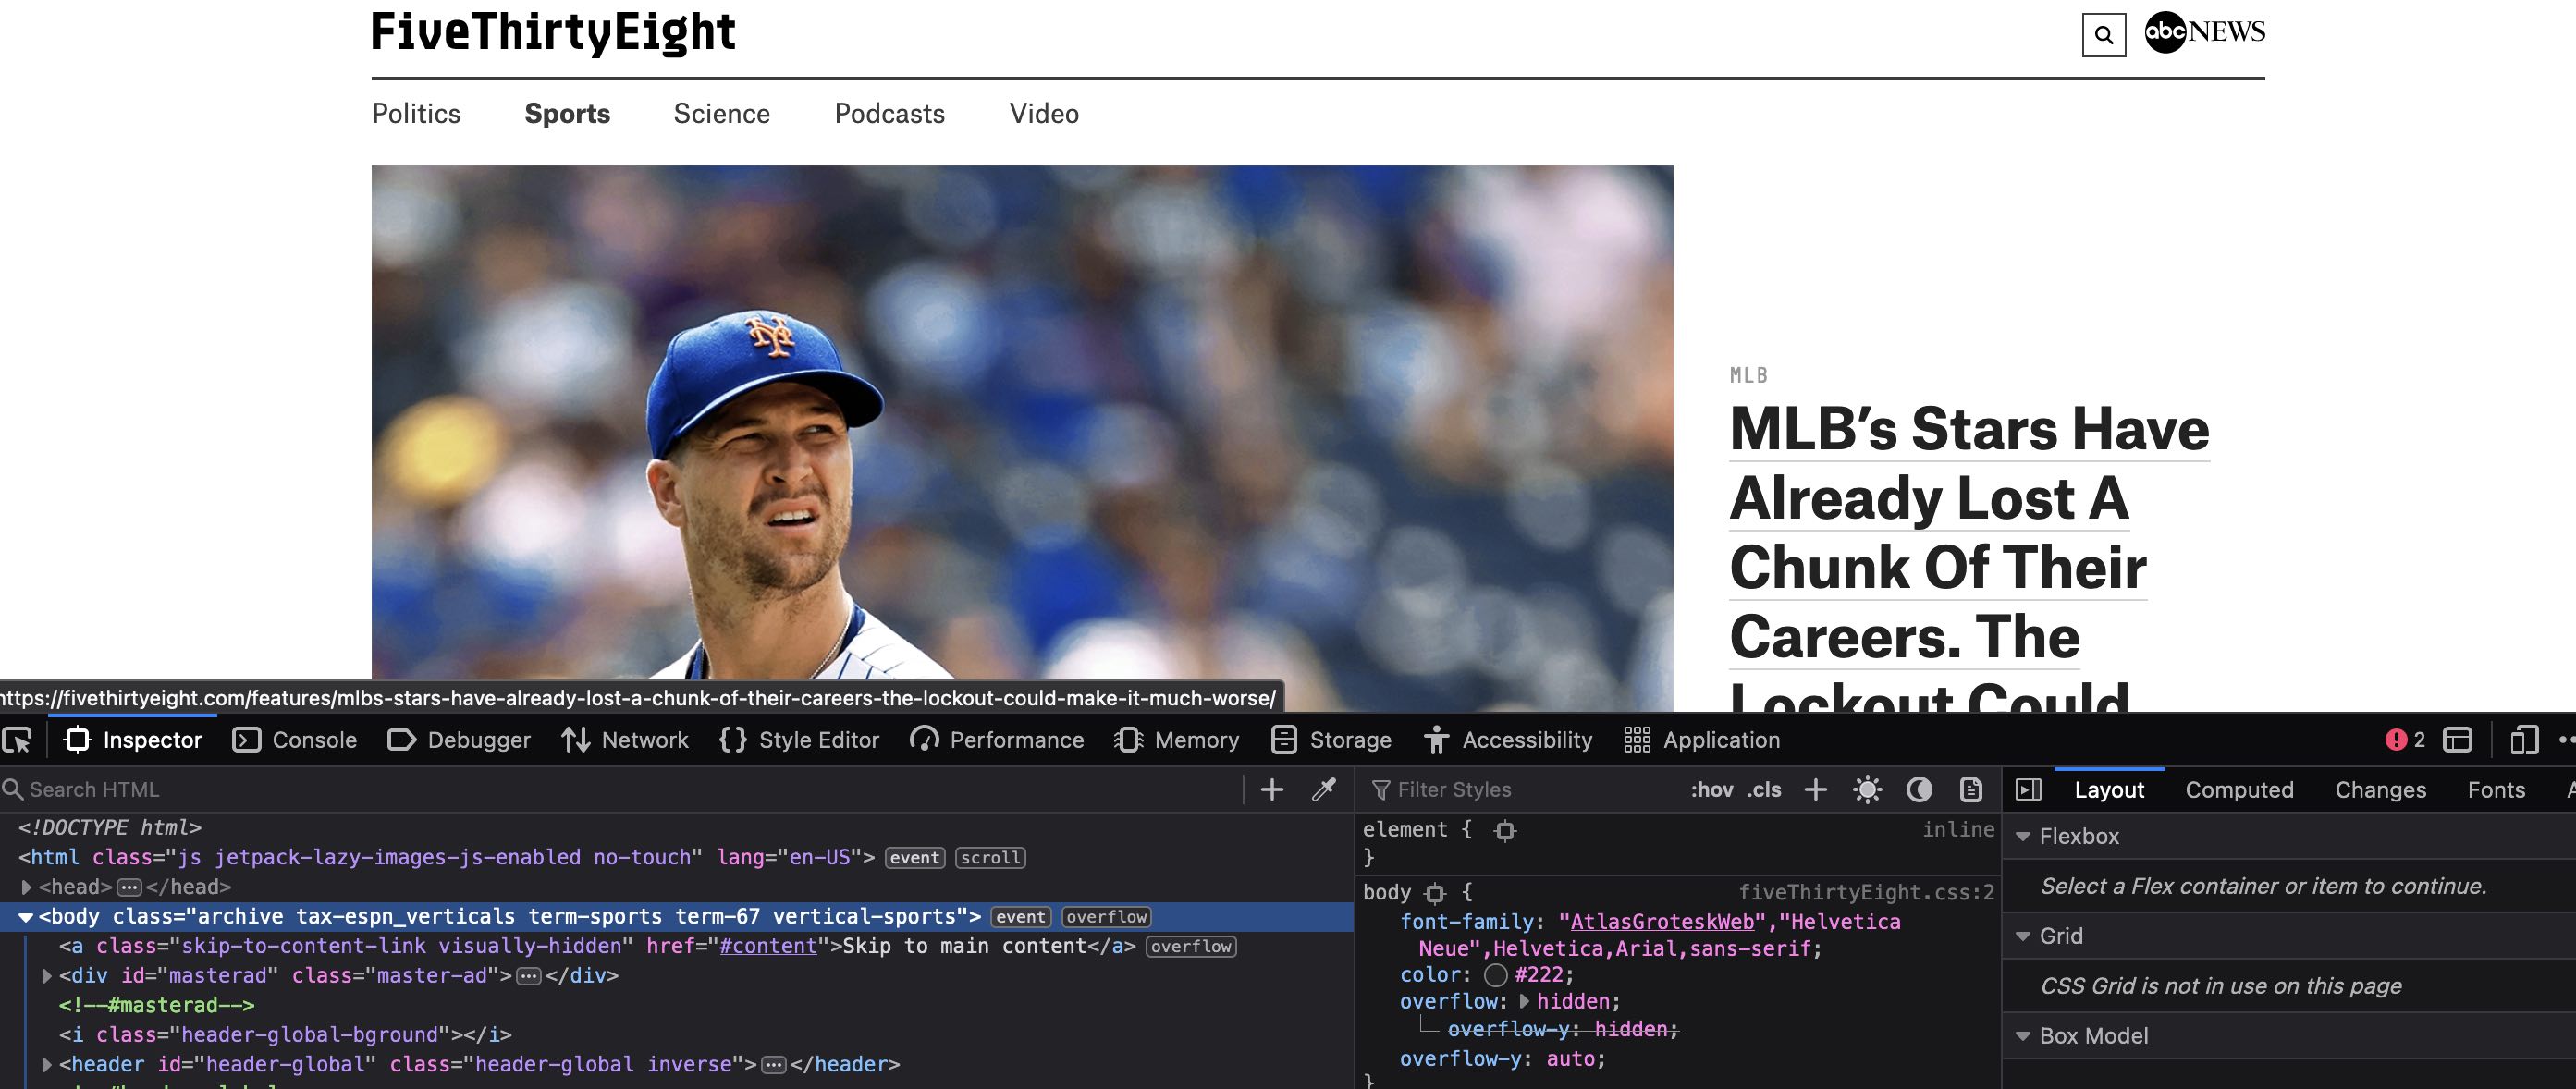 FiveThirtyEight
abc NEWS
Politics Sports Science Podcasts Video
NY
MLB
MLB’s Stars Have
Already Lost A
Chunk Of Their
Careers. The
Lockout Could
https://fivethirtyeight.com/features/mlbs-stars-have-already-lost-a-chunk-of-their-careers-the-lockout-could-make-it-much-worse/
Inspector Console Debugger Network Style Editor Performance Memory Storage Accessibility Application 2
Search HTML
<!DOCTYPE html>
<html class="js jetpack-lazy-images-js-enabled no-touch" lang="en-US"> event scroll
<head> ••• </head>
<body class="archive tax-espn_verticals term-sports term-67 vertical-sports"> event overflow
<a class="skip-to-content-link visually-hidden" href="#content">Skip to main content</a> overflow
<div id="masterad" class="master-ad"> ••• </div>
<!--#masterad-->
<i class="header-global-bground"></i>
<header id="header-global" class="header-global inverse"> ••• </header>
Filter Styles :hov .cls
element { inline
}
body { fiveThirtyEight.css:2
font-family: "AtlasGroteskWeb","Helvetica
Neue",Helvetica,Arial,sans-serif;
color: #222;
overflow: hidden;
overflow-y: hidden;
overflow-y: auto;
}
Layout Computed Changes Fonts
Flexbox
Select a Flex container or item to continue.
Grid
CSS Grid is not in use on this page
Box Model